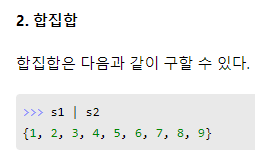 2. 합집합
합집합은 다음과 같이 구할 수 있다.
>>> s1 | s2
{1, 2, 3, 4, 5, 6, 7, 8, 9}